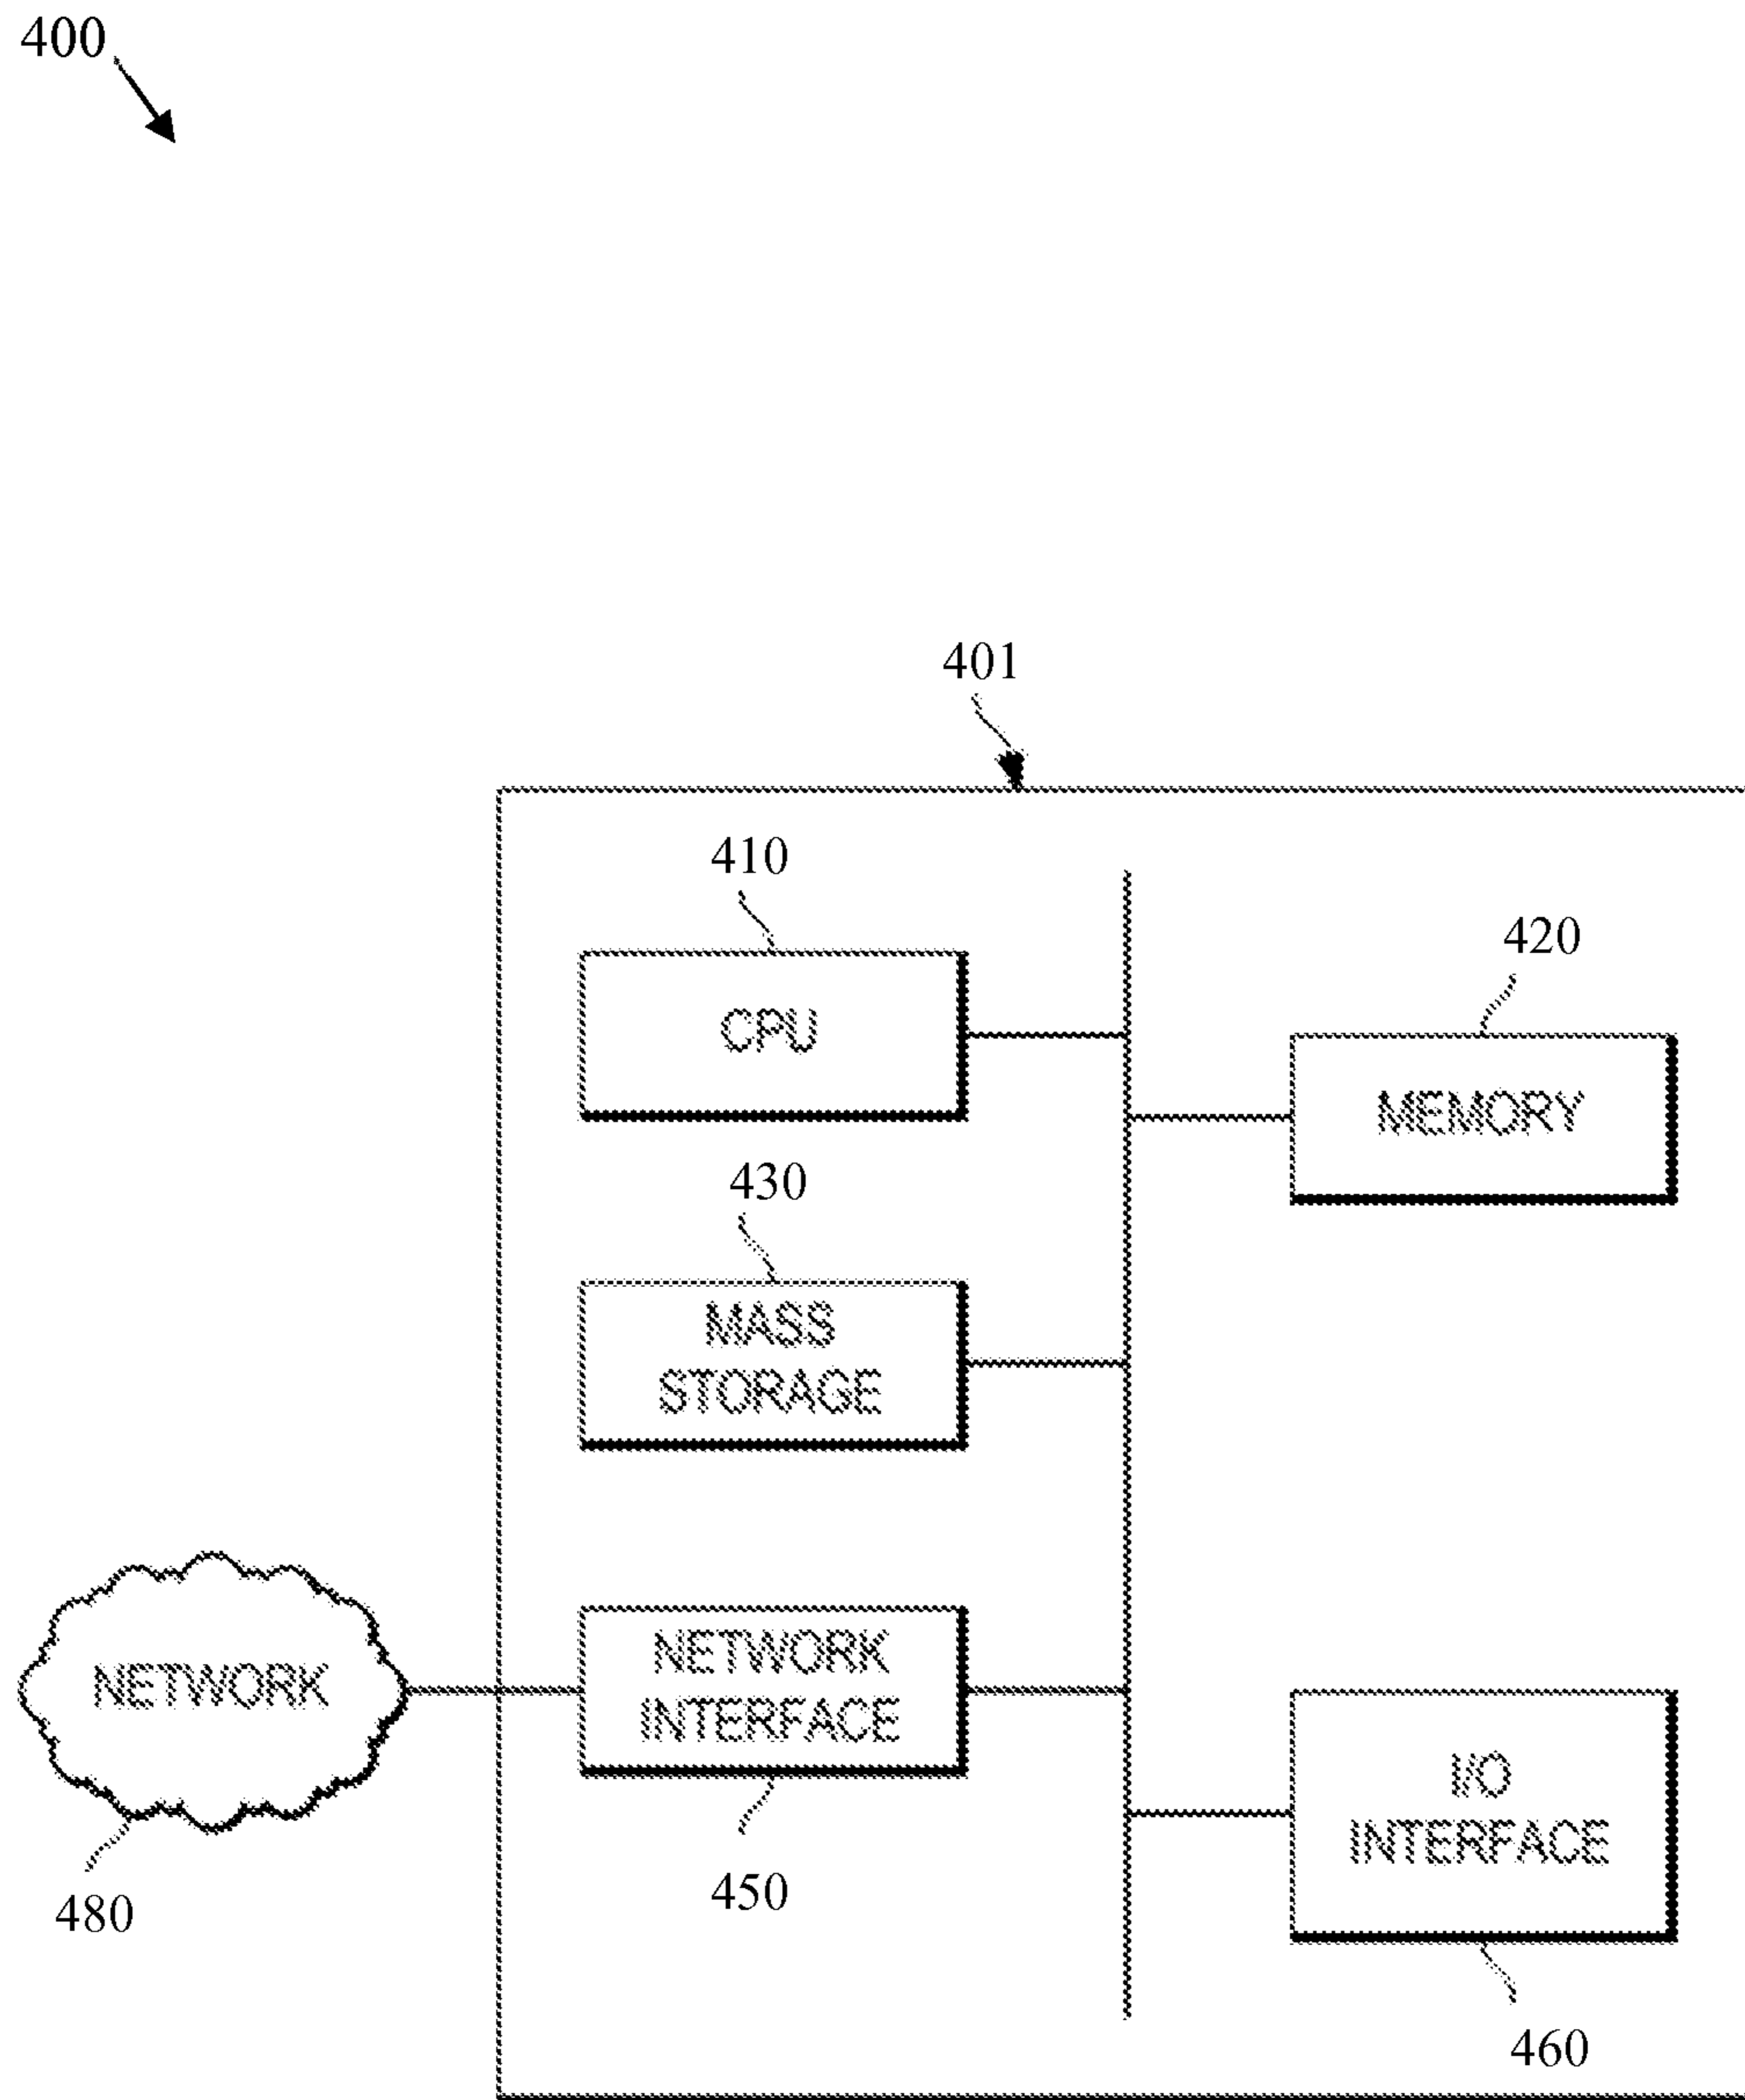 400
401
410
CPU
420
MEMORY
430
MASS
STORAGE
NETWORK
NETWORK
INTERFACE
I/O
INTERFACE
480
450
460